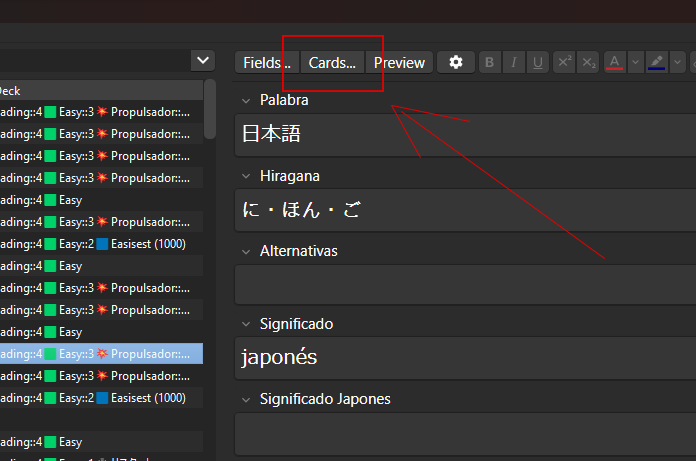 Fields... Cards... Preview B I U X² X₂ A
Deck
ading::4 Easy::3 Propulsador::...
ading::4 Easy::3 Propulsador::...
ading::4 Easy::3 Propulsador::...
ading::4 Easy::3 Propulsador::...
ading::4 Easy
ading::4 Easy::3 Propulsador::...
ading::4 Easy::2 Easisest (1000)
ading::4 Easy
ading::4 Easy::3 Propulsador::...
ading::4 Easy::3 Propulsador::...
ading::4 Easy
ading::4 Easy::3 Propulsador::...
ading::4 Easy::3 Propulsador::...
ading::4 Easy::2 Easisest (1000)
ading::4 Easy
Palabra
日本語
Hiragana
に・ほん・ご
Alternativas
Significado
japonés
Significado Japones